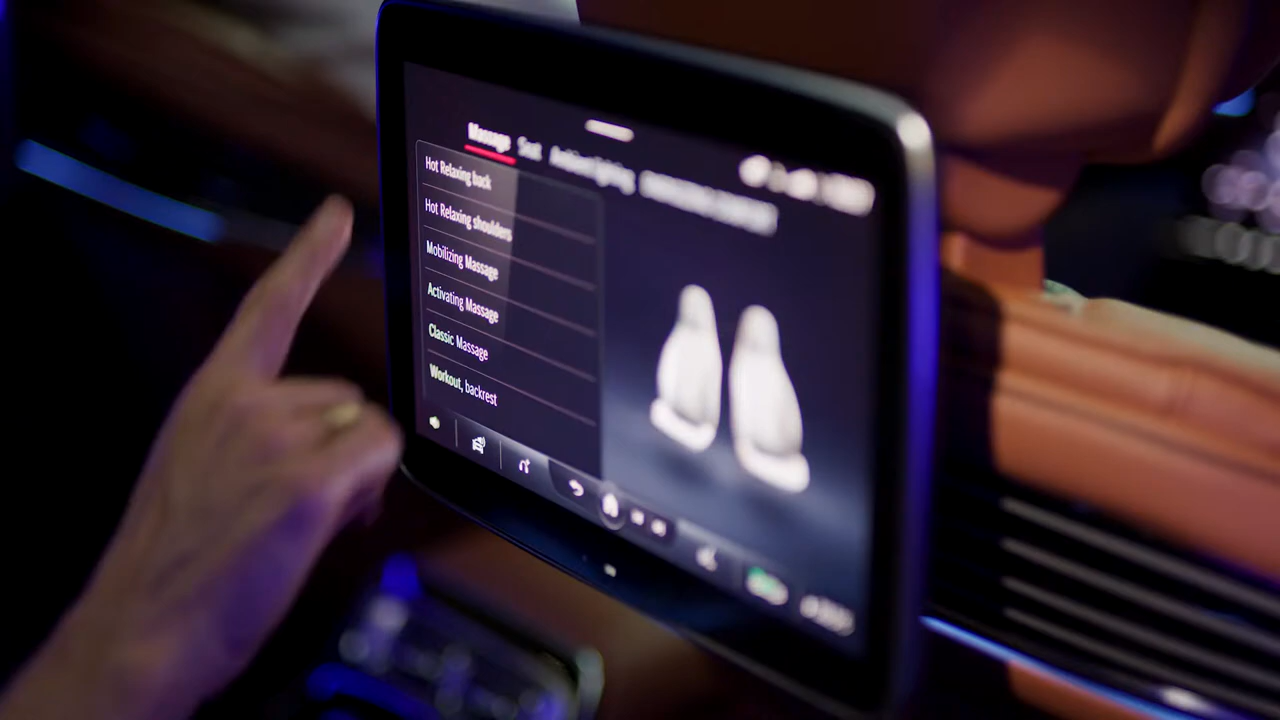 Massage Seat Ambient lighting
Hot Relaxing back
Hot Relaxing shoulders
Mobilizing Massage
Activating Massage
Classic Massage
Workout, backrest